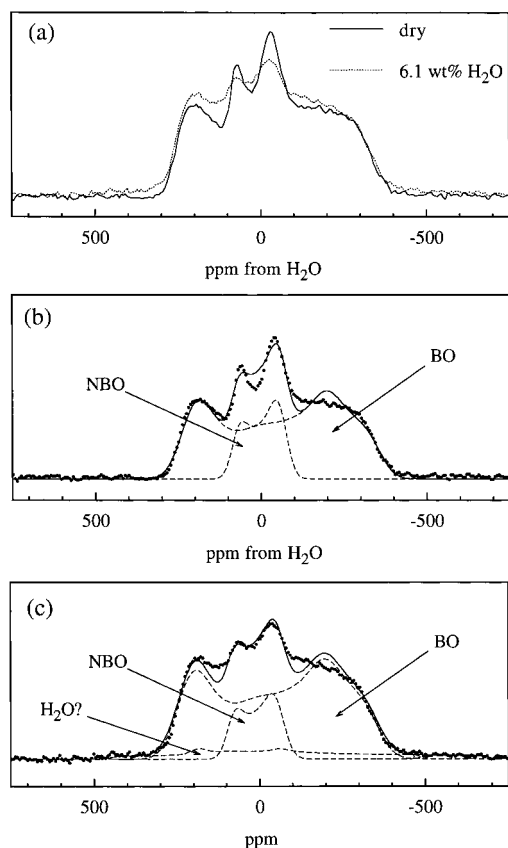 (a)
dry
6.1 wt% H₂O
500 0 -500
ppm from H₂O
(b)
NBO
BO
500 0 -500
ppm from H₂O
(c)
NBO
BO
H₂O?
500 0 -500
ppm